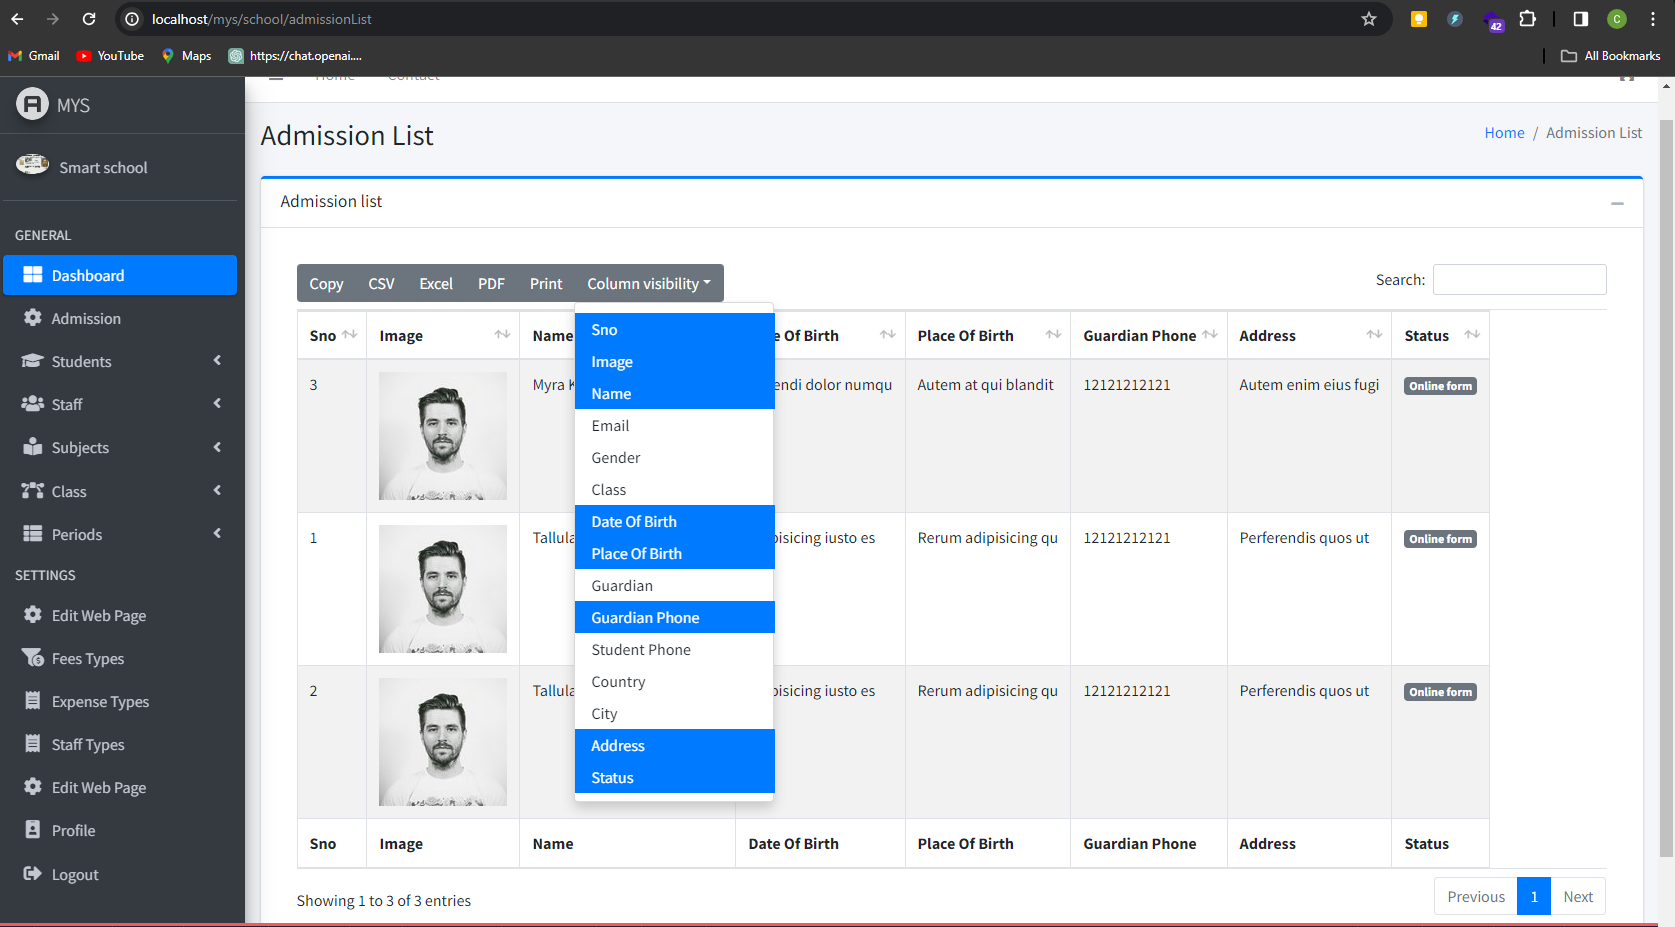 localhost/mys/school/admissionList
42
C
Gmail YouTube Maps https://chat.openai.... All Bookmarks
Home Contact
MYS
Smart school
GENERAL
Dashboard
Admission
Students
Staff
Subjects
Class
Periods
SETTINGS
Edit Web Page
Fees Types
Expense Types
Staff Types
Edit Web Page
Profile
Logout
Admission List
Home / Admission List
Admission list
Copy CSV Excel PDF Print Column visibility
Search:
Sno
Image
Name
Email
Gender
Class
Date Of Birth
Place Of Birth
Guardian
Guardian Phone
Student Phone
Country
City
Address
Status
Sno Image Name Of Birth Place Of Birth Guardian Phone Address Status
3 Myra dolor numqu Autem at qui blandit 12121212121 Autem enim eius fugi Online form
1 iusto es Rerum adipisicing qu 12121212121 Perferendis quos ut Online form
2 iusto es Rerum adipisicing qu 12121212121 Perferendis quos ut Online form
Sno Image Name Date Of Birth Place Of Birth Guardian Phone Address Status
Showing 1 to 3 of 3 entries
Previous 1 Next